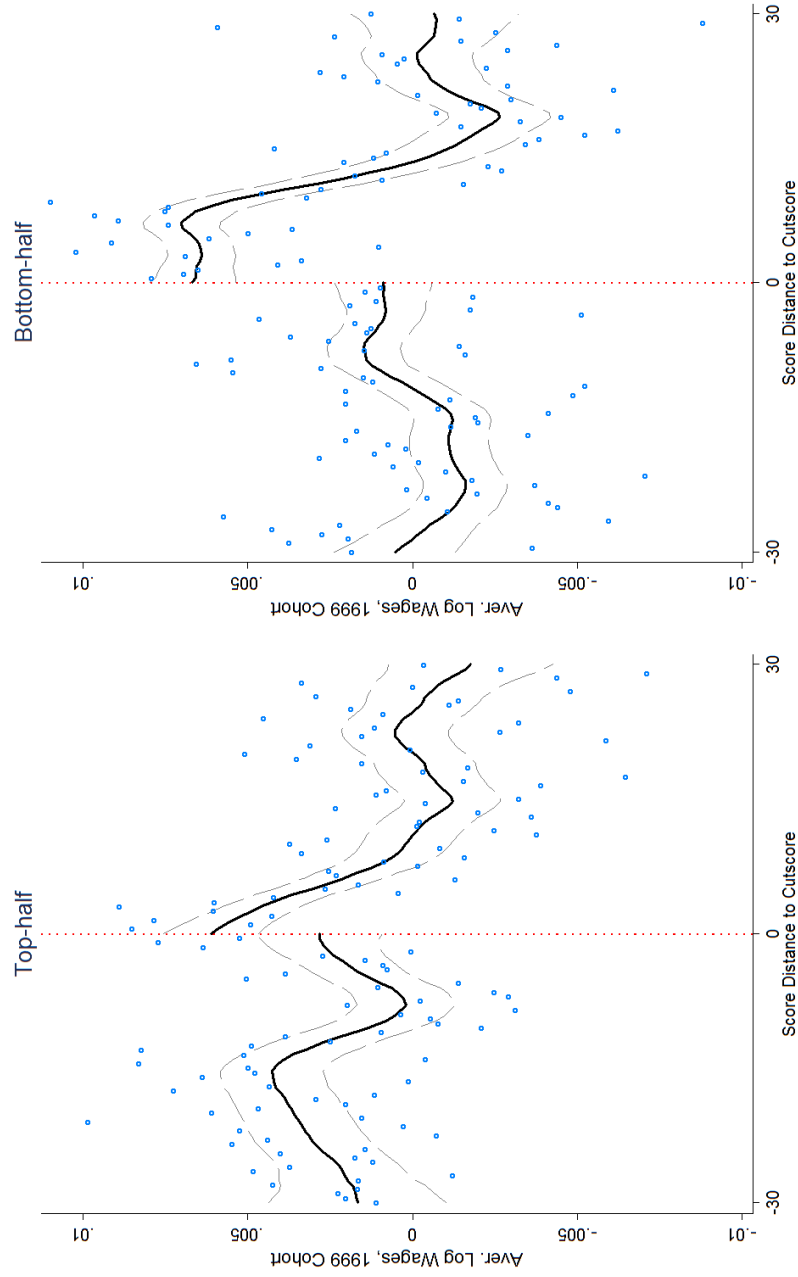 Top-half
Aver. Log Wages, 1999 Cohort
.01
.005
0
-.005
-.01
-30
0
30
Score Distance to Cutscore
Bottom-half
Aver. Log Wages, 1999 Cohort
.01
.005
0
-.005
-.01
-30
0
30
Score Distance to Cutscore